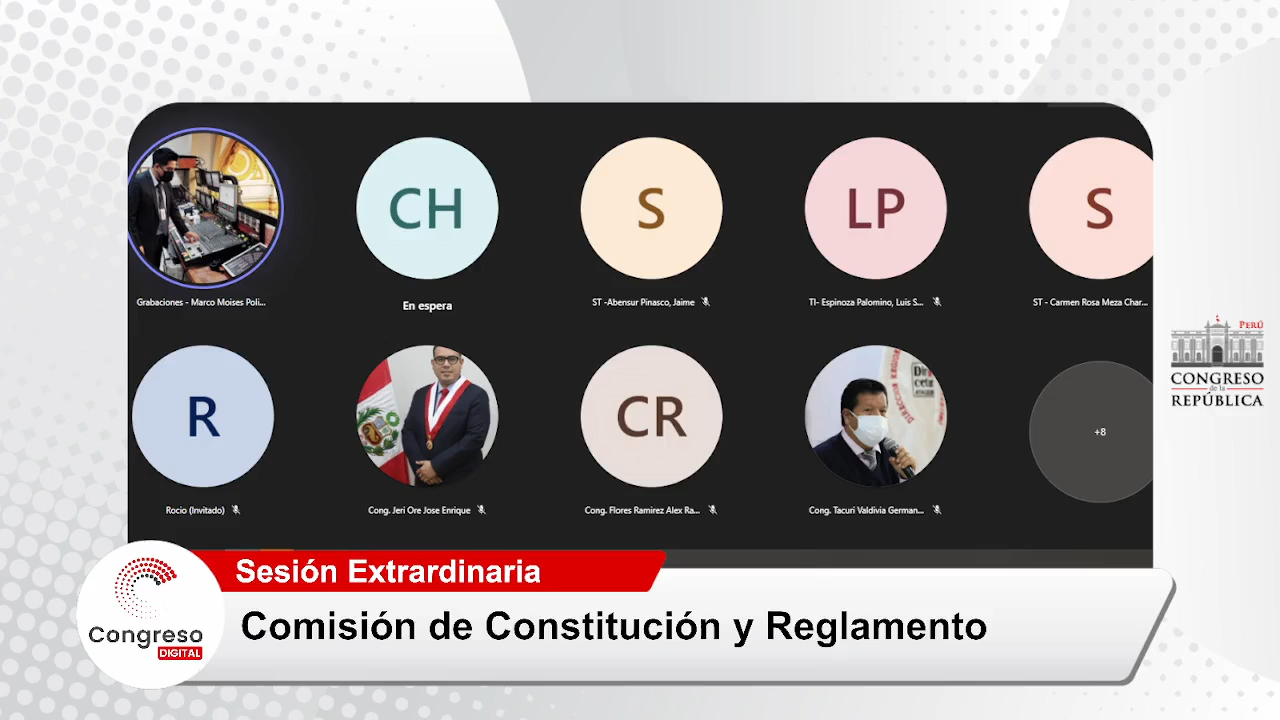 CH
S
LP
S
Grabaciones - Marco Moises Poli...
En espera
ST -Abensur Pinasco, Jaime
TI- Espinoza Palomino, Luis S...
ST - Carmen Rosa Meza Char...
PERÚ
CONGRESO
de la
REPÚBLICA
R
CR
+8
Rocio (Invitado)
Cong. Jeri Ore Jose Enrique
Cong. Flores Ramirez Alex Ra...
Cong. Tacuri Valdivia German...
Sesión Extrardinaria
Comisión de Constitución y Reglamento
Congreso
DIGITAL